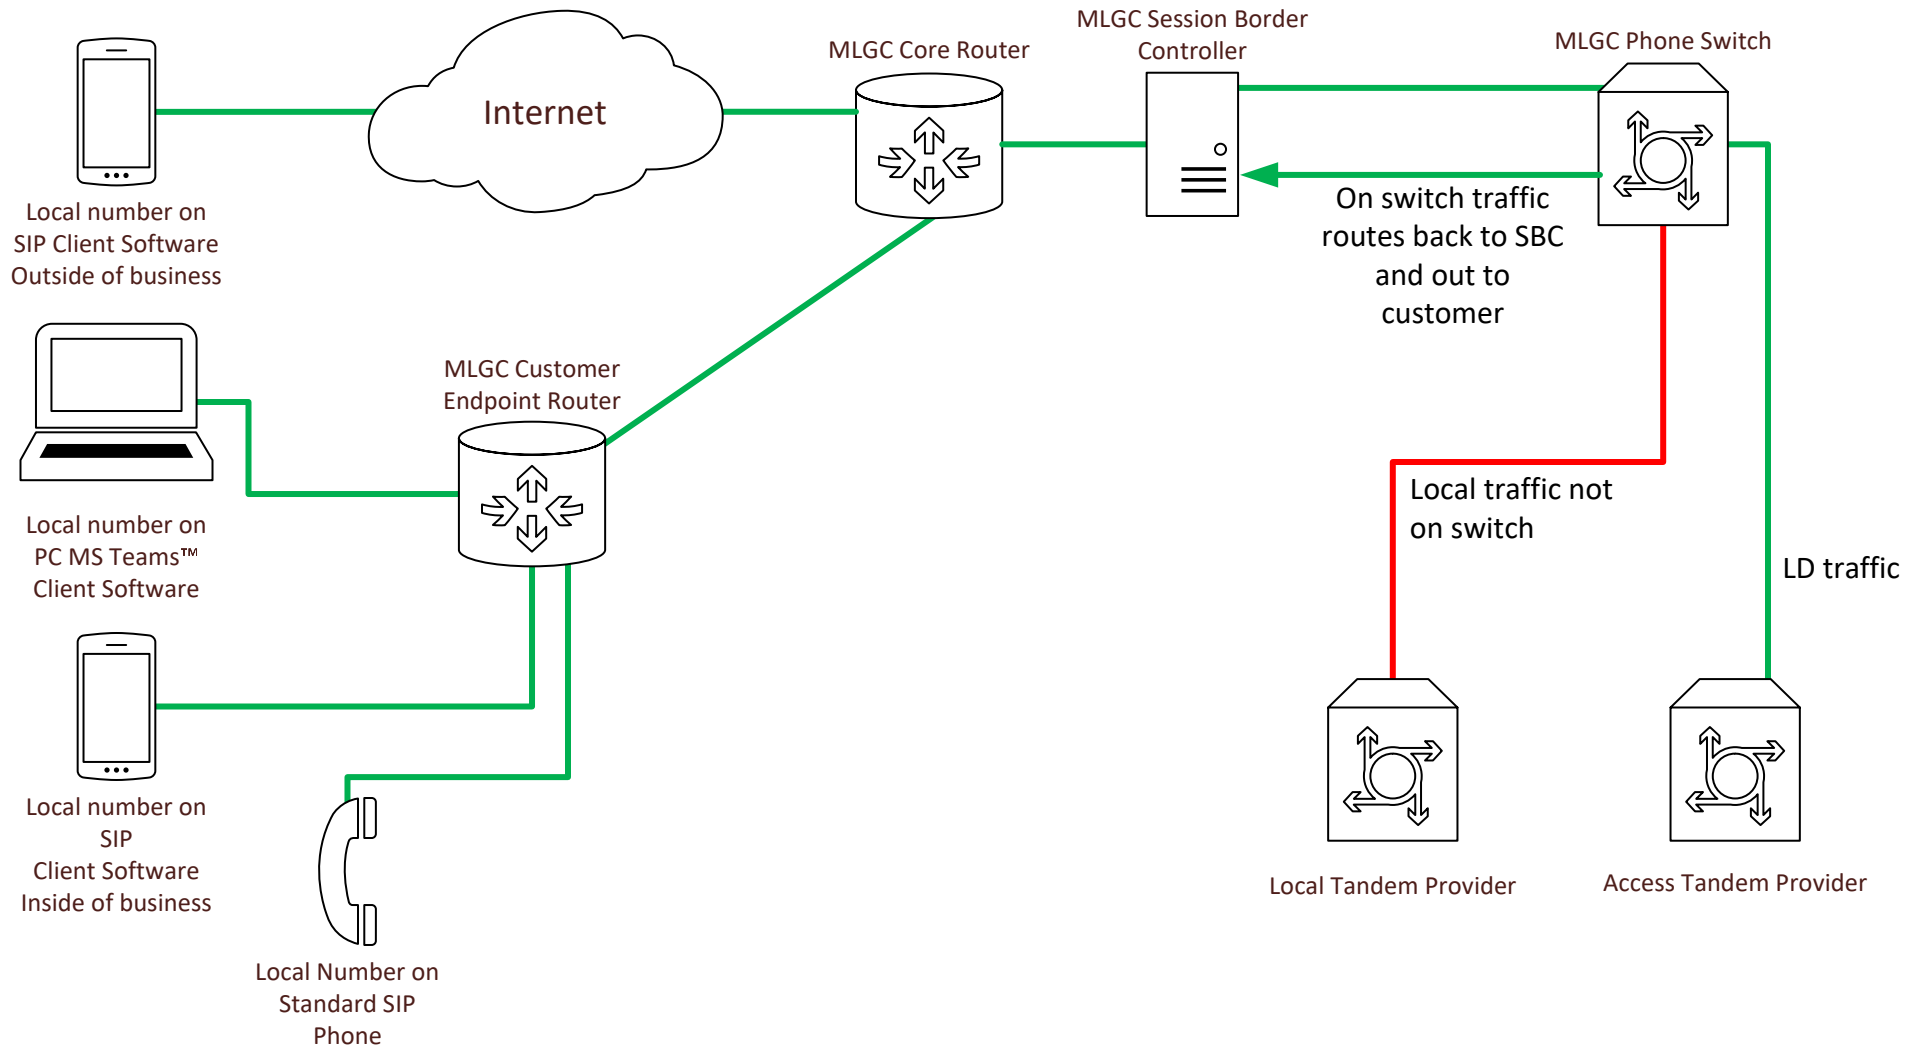 MLGC Session Border
Controller
MLGC Core Router
MLGC Phone Switch
Internet
Local number on
SIP Client Software
Outside of business
On switch traffic
routes back to SBC
and out to
customer
MLGC Customer
Endpoint Router
Local number on
PC MS Teams™
Client Software
Local traffic not
on switch
LD traffic
Local number on
SIP
Client Software
Inside of business
Local Tandem Provider
Access Tandem Provider
Local Number on
Standard SIP
Phone